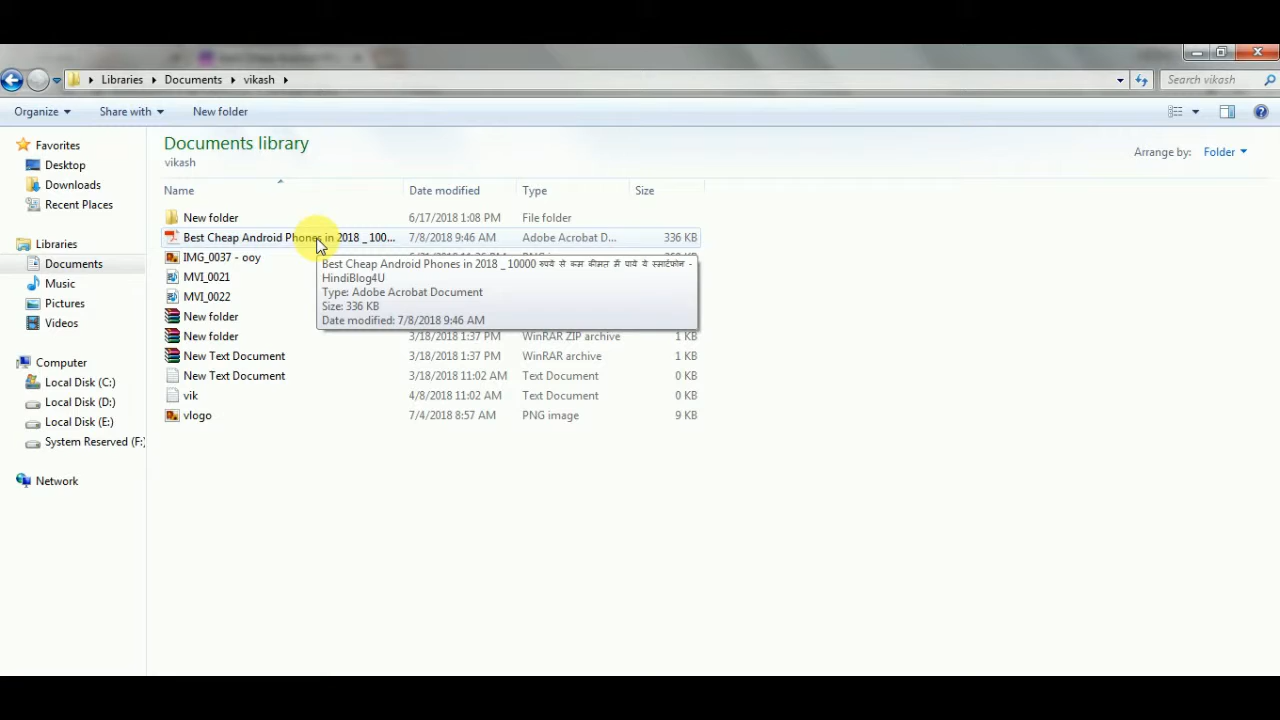 Libraries Documents vikash
Search vikash
Organize Share with New folder
Favorites
Desktop
Downloads
Recent Places
Libraries
Documents
Music
Pictures
Videos
Computer
Local Disk (C:)
Local Disk (D:)
Local Disk (E:)
System Reserved (F:
Network
Documents library
vikash
Arrange by: Folder
Name Date modified Type Size
New folder 6/17/2018 1:08 PM File folder
Best Cheap Android Phones in 2018 _ 100... 7/8/2018 9:46 AM Adobe Acrobat D... 336 KB
IMG_0037 - ooy
MVI_0021
MVI_0022
New folder
New folder 3/18/2018 1:37 PM WinRAR ZIP archive 1 KB
New Text Document 3/18/2018 1:37 PM WinRAR archive 1 KB
New Text Document 3/18/2018 11:02 AM Text Document 0 KB
vik 4/8/2018 11:02 AM Text Document 0 KB
vlogo 7/4/2018 8:57 AM PNG image 9 KB
Best Cheap Android Phones in 2018 _ 10000 रुपये से कम कीमत में पाये ये स्मार्टफोन -
HindiBlog4U
Type: Adobe Acrobat Document
Size: 336 KB
Date modified: 7/8/2018 9:46 AM